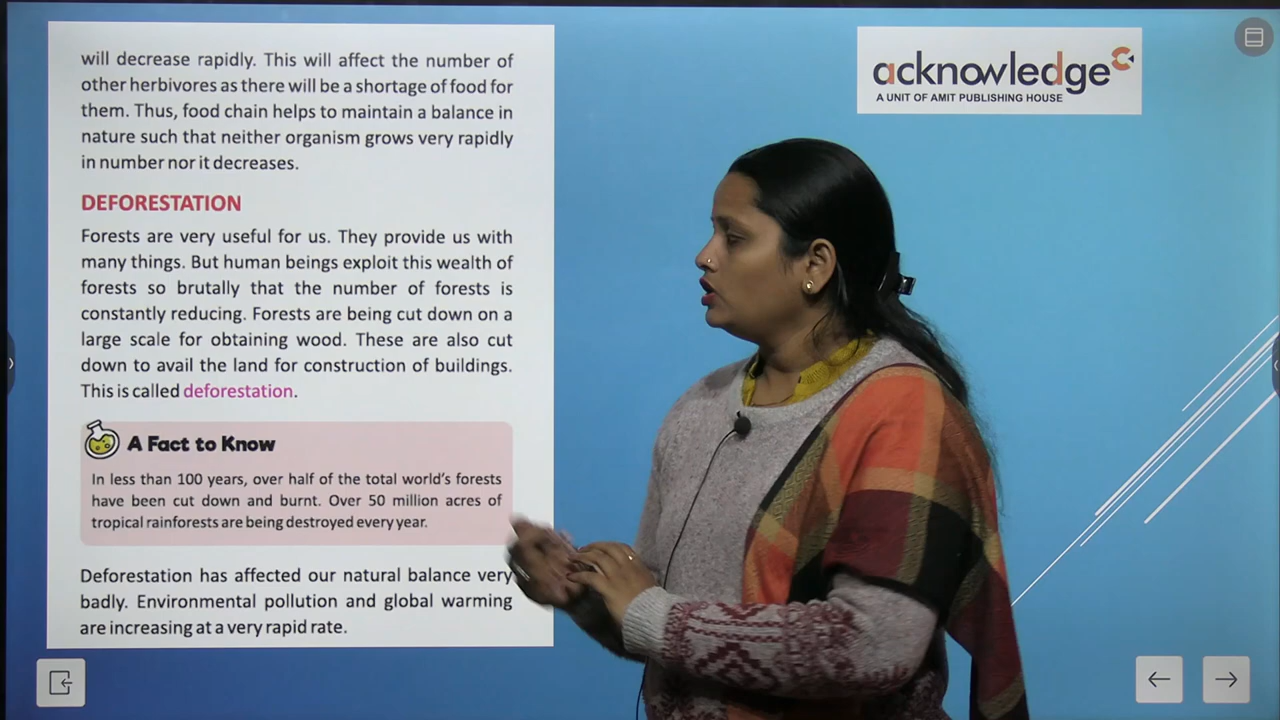 will decrease rapidly. This will affect the number of
other herbivores as there will be a shortage of food for
them. Thus, food chain helps to maintain a balance in
nature such that neither organism grows very rapidly
in number nor it decreases.
DEFORESTATION
Forests are very useful for us. They provide us with
many things. But human beings exploit this wealth of
forests so brutally that the number of forests is
constantly reducing. Forests are being cut down on a
large scale for obtaining wood. These are also cut
down to avail the land for construction of buildings.
This is called deforestation.
A Fact to Know
In less than 100 years, over half of the total world's forests
have been cut down and burnt. Over 50 million acres of
tropical rainforests are being destroyed every year.
Deforestation has affected our natural balance very
badly. Environmental pollution and global warming
are increasing at a very rapid rate.
acknowledge
A UNIT OF AMIT PUBLISHING HOUSE